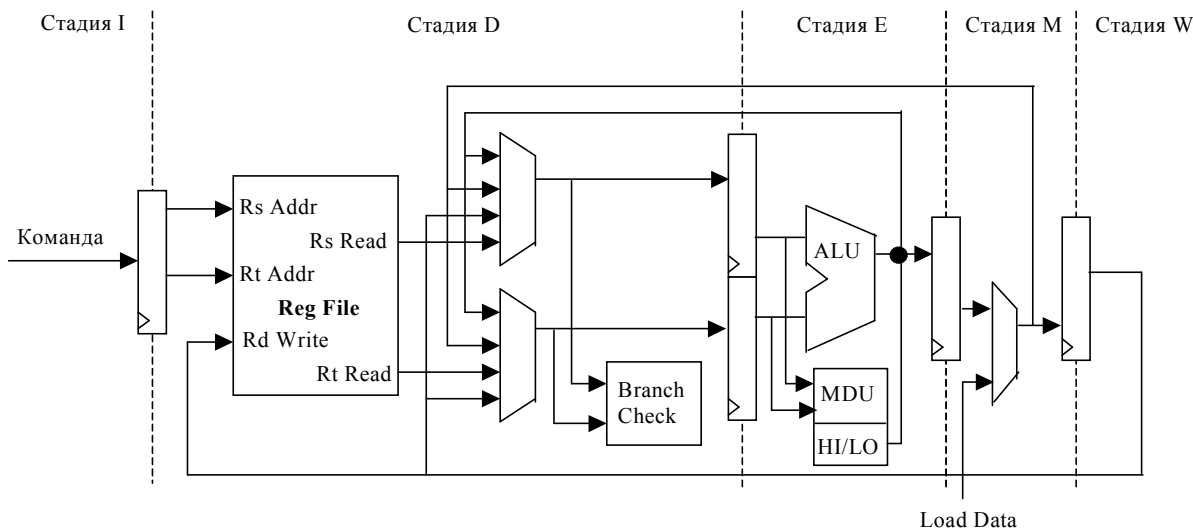 Стадия I
Стадия D
Стадия E
Стадия M
Стадия W
Команда
Rs Addr
Rs Read
Rt Addr
Reg File
Rd Write
Rt Read
Branch
Check
ALU
MDU
HI/LO
Load Data